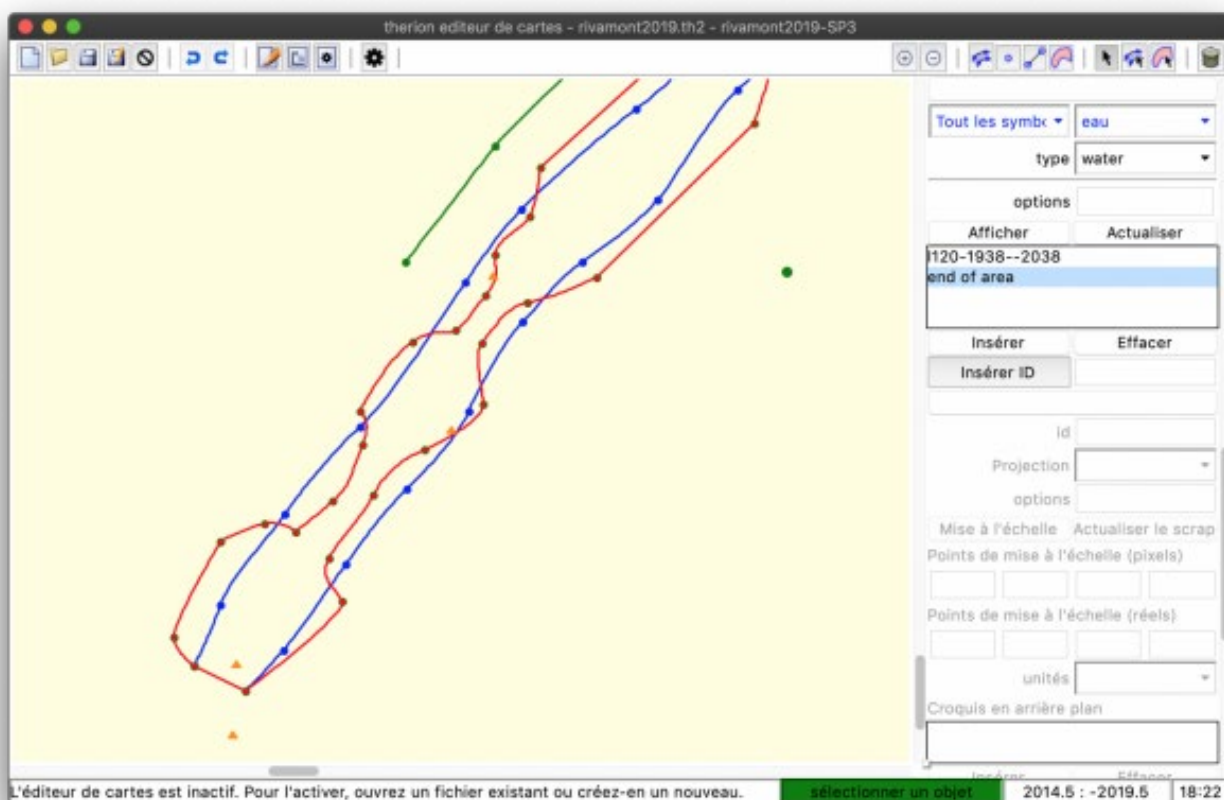 therion editeur de cartes - rivamont2019.th2 - rivamont2019-SP3
Tout les symbc eau
type water
options
Afficher Actualiser
l120-1938--2038
end of area
Insérer Effacer
Insérer ID
id
Projection
options
Mise à l'échelle Actualiser le scrap
Points de mise à l'échelle (pixels)
Points de mise à l'échelle (réels)
unités
Croquis en arrière plan
Insérer Effacer
L'éditeur de cartes est inactif. Pour l'activer, ouvrez un fichier existant ou créez-en un nouveau. sélectionner un objet 2014.5 : -2019.5 18:22